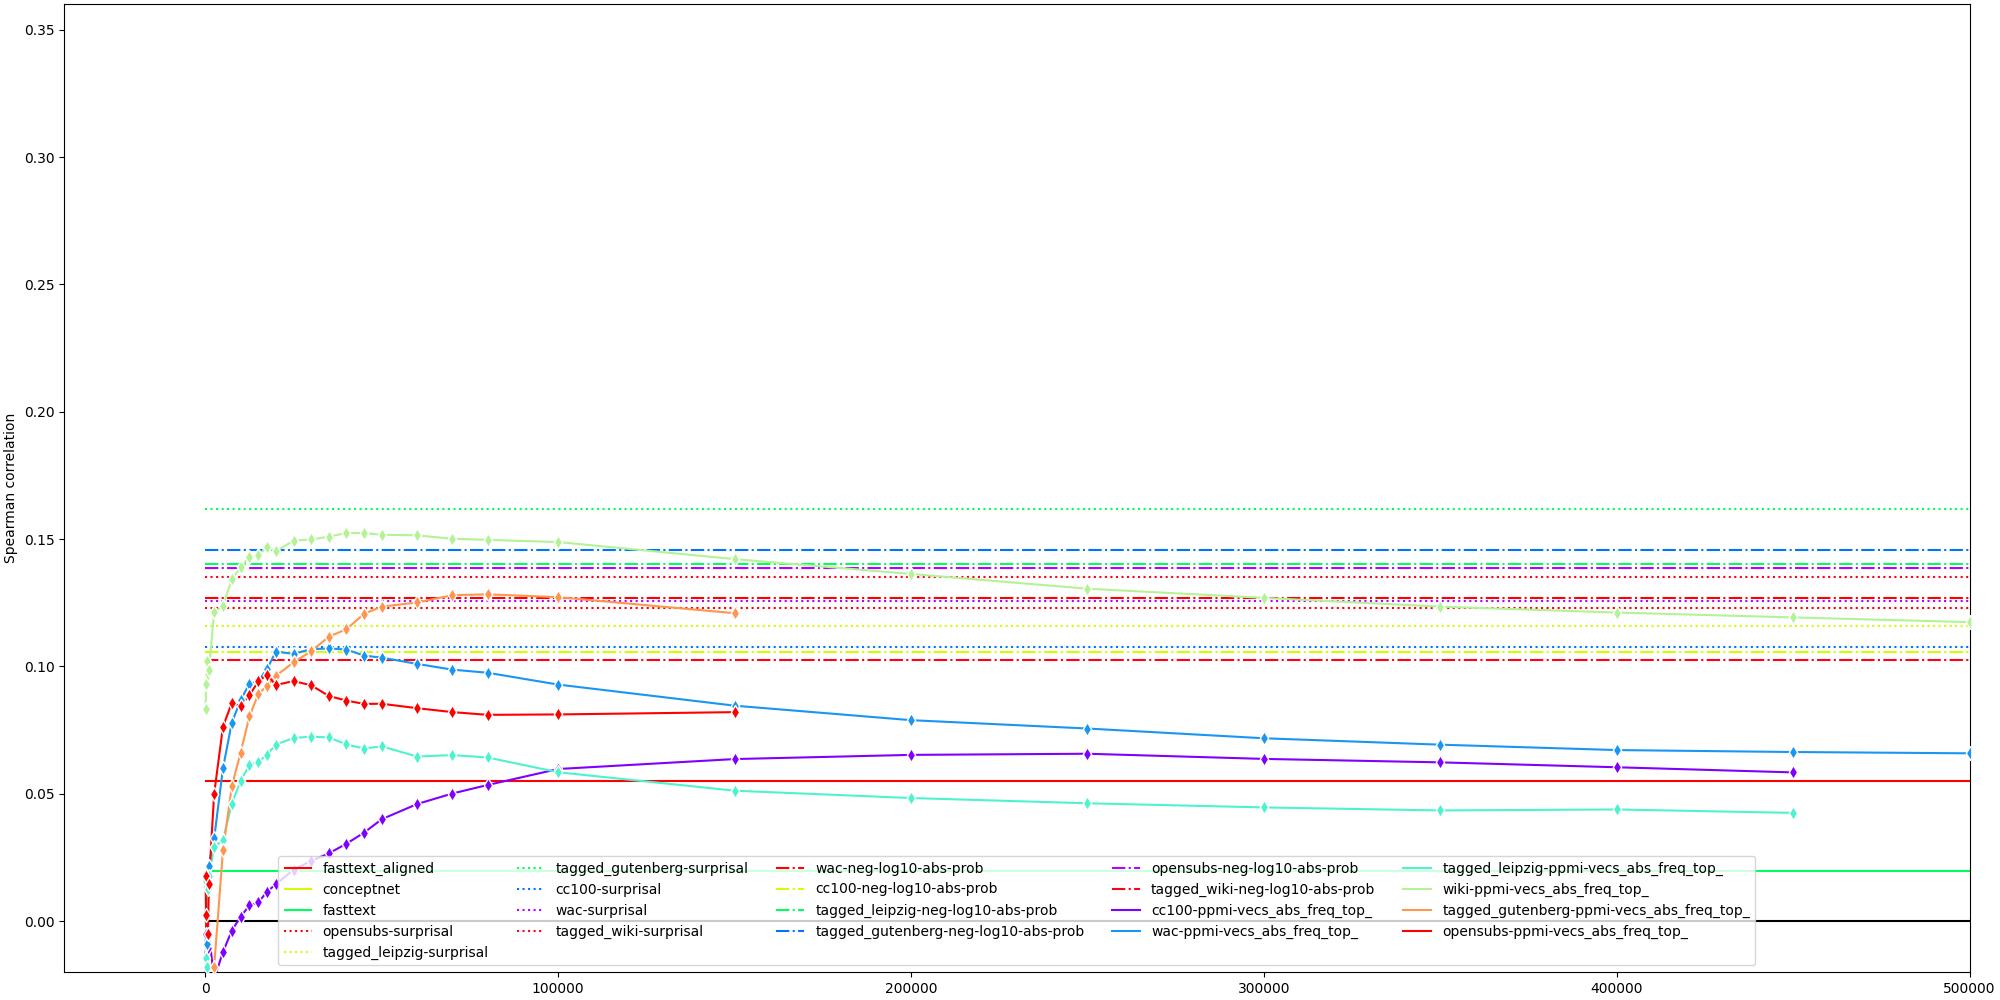 0.35
0.30
0.25
0.20
0.15
0.10
0.05
0.00
Spearman correlation
fasttext_aligned
conceptnet
fasttext
opensubs-surprisal
tagged_leipzig-surprisal
tagged_gutenberg-surprisal
cc100-surprisal
wac-surprisal
tagged_wiki-surprisal
wac-neg-log10-abs-prob
cc100-neg-log10-abs-prob
tagged_leipzig-neg-log10-abs-prob
tagged_gutenberg-neg-log10-abs-prob
opensubs-neg-log10-abs-prob
tagged_wiki-neg-log10-abs-prob
cc100-ppmi-vecs_abs_freq_top_
wac-ppmi-vecs_abs_freq_top_
tagged_leipzig-ppmi-vecs_abs_freq_top_
wiki-ppmi-vecs_abs_freq_top_
tagged_gutenberg-ppmi-vecs_abs_freq_top_
opensubs-ppmi-vecs_abs_freq_top_
0 100000 200000 300000 400000 500000